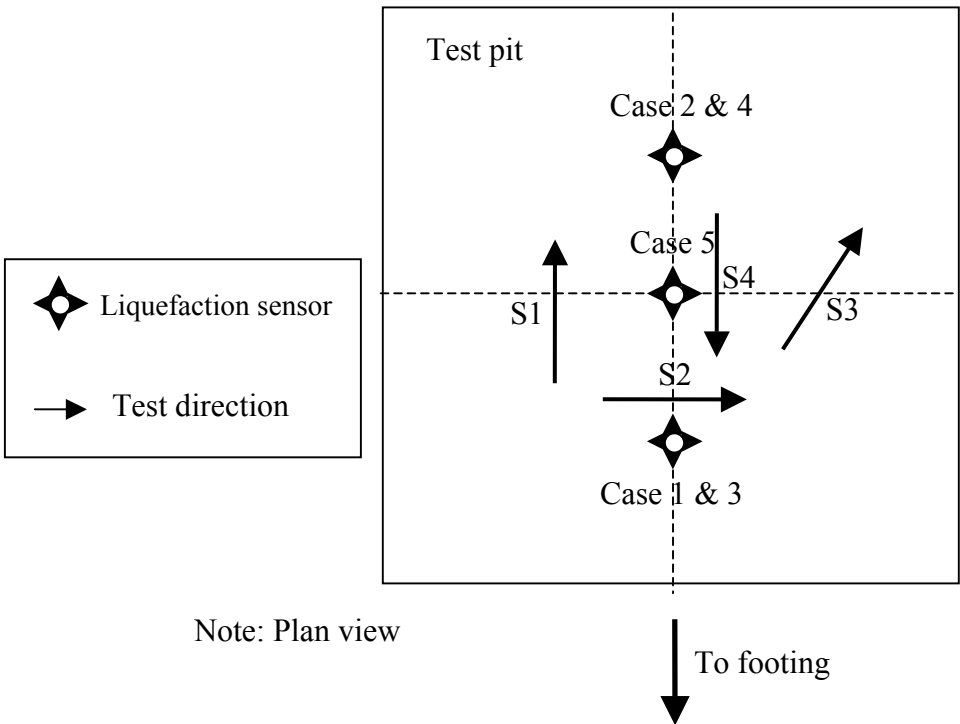 Test pit
Case 2 & 4
Case 5
S4
S1
S3
S2
Case 1 & 3
Liquefaction sensor
Test direction
Note: Plan view
To footing